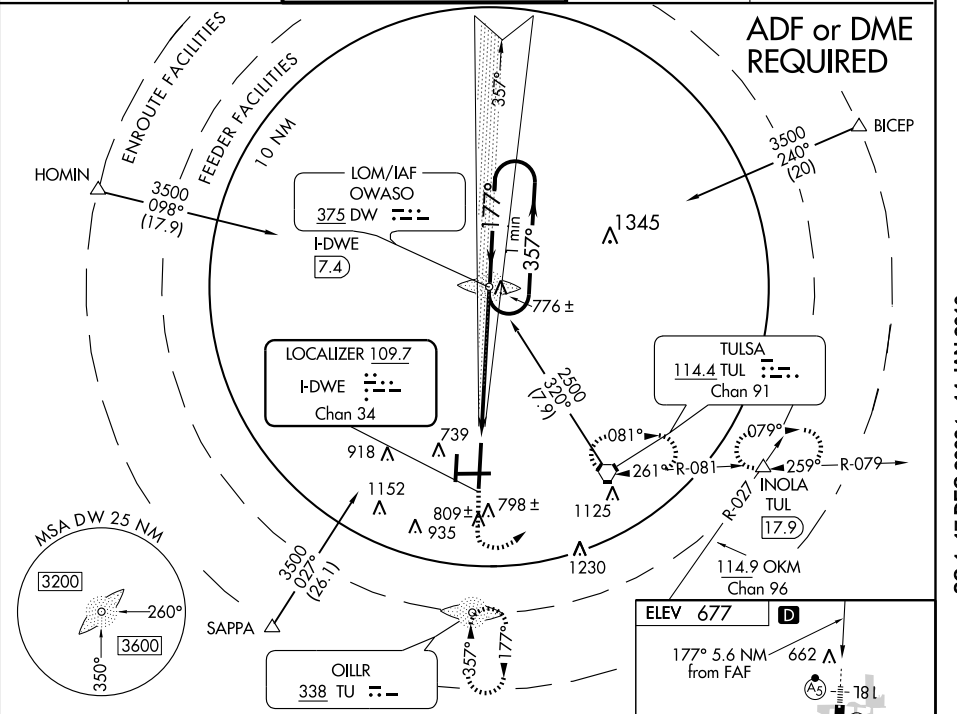 ADF or DME
REQUIRED
ENROUTE FACILITIES
FEEDER FACILITIES
10 NM
HOMIN
3500
098°
(17.9)
LOM/IAF
OWASO
375 DW
I-DWE
7.4
357°
177°
1 min
357°
776 ±
1345
3500
240°
(20)
BICEP
LOCALIZER 109.7
I-DWE
Chan 34
2500
320°
(7.9)
TULSA
114.4 TUL
Chan 91
081°
261°
R-081
079°
259°
R-079
INOLA
TUL
17.9
R-027
114.9 OKM
Chan 96
918
739
1152
809 ±
935
798 ±
1125
1230
MSA DW 25 NM
3200
260°
3600
350°
3500
027°
(26.1)
SAPPA
OILLR
338 TU
357°
177°
ELEV 677
D
177° 5.6 NM
from FAF
662
A5
18L